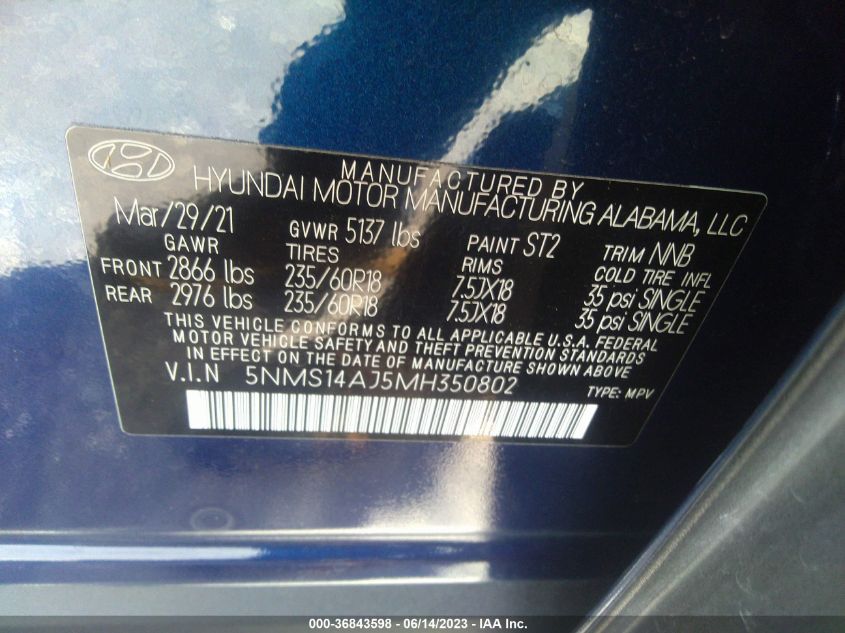 MANUFACTURED BY
HYUNDAI MOTOR MANUFACTURING ALABAMA, LLC
Mar/29/21 GVWR 5137 lbs PAINT ST2 TRIM NNB
GAWR TIRES RIMS COLD TIRE INFL
FRONT 2866 lbs 235/60R18 7.5JX18 35 psi SINGLE
REAR 2976 lbs 235/60R18 7.5JX18 35 psi SINGLE
THIS VEHICLE CONFORMS TO ALL APPLICABLE U.S.A. FEDERAL
MOTOR VEHICLE SAFETY AND THEFT PREVENTION STANDARDS
IN EFFECT ON THE DATE OF MANUFACTURE SHOWN ABOVE.
V.I.N 5NMS14AJ5MH350802 TYPE: MPV
000-36843598 - 06/14/2023 - IAA Inc.